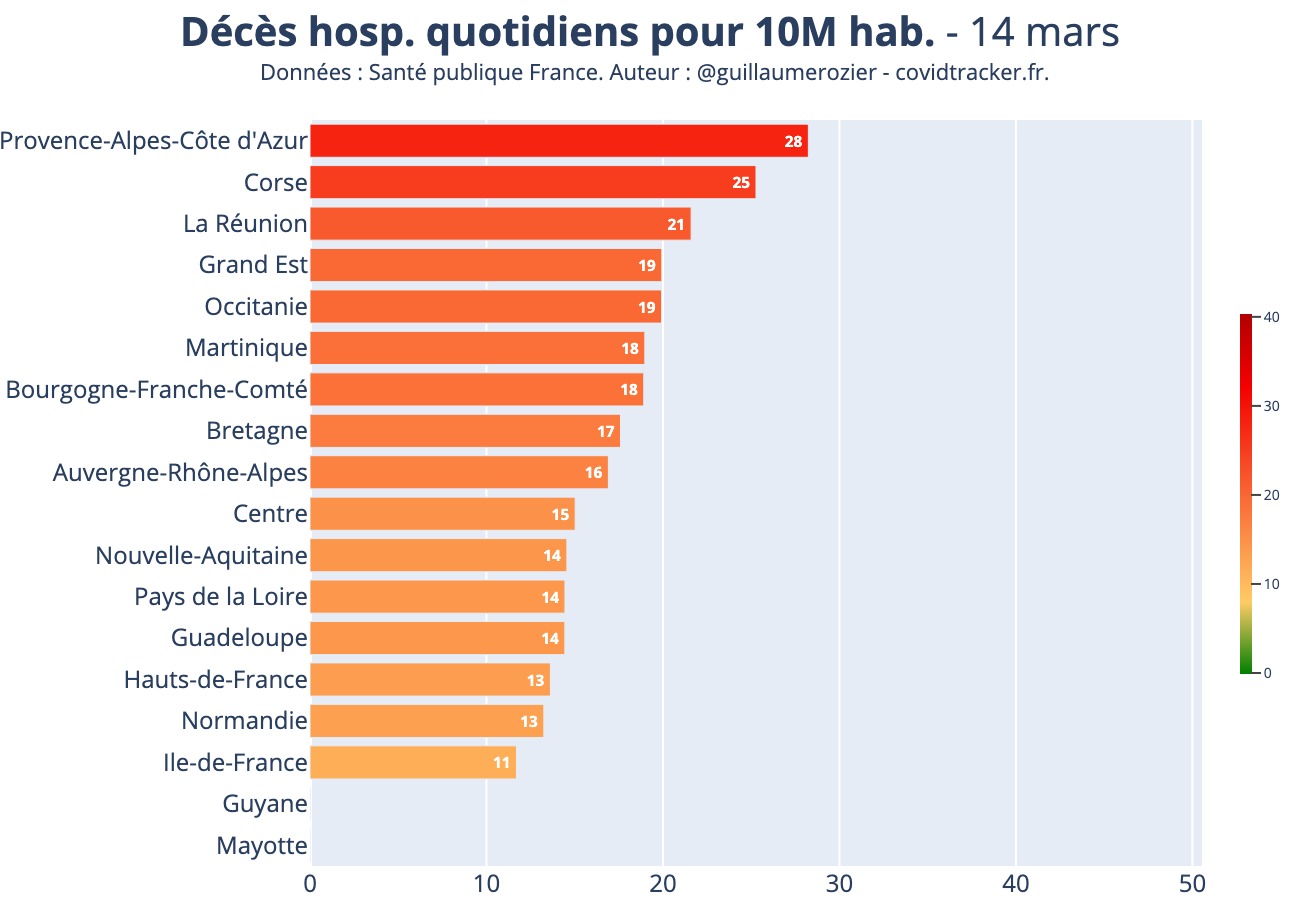 Décès hosp. quotidiens pour 10M hab. - 14 mars
Données : Santé publique France. Auteur : @guillaumerozier - covidtracker.fr.
Provence-Alpes-Côte d'Azur 28
Corse 25
La Réunion 21
Grand Est 19
Occitanie 19
Martinique 18
Bourgogne-Franche-Comté 18
Bretagne 17
Auvergne-Rhône-Alpes 16
Centre 15
Nouvelle-Aquitaine 14
Pays de la Loire 14
Guadeloupe 14
Hauts-de-France 13
Normandie 13
Ile-de-France 11
Guyane
Mayotte
0 10 20 30 40 50
40
30
20
10
0